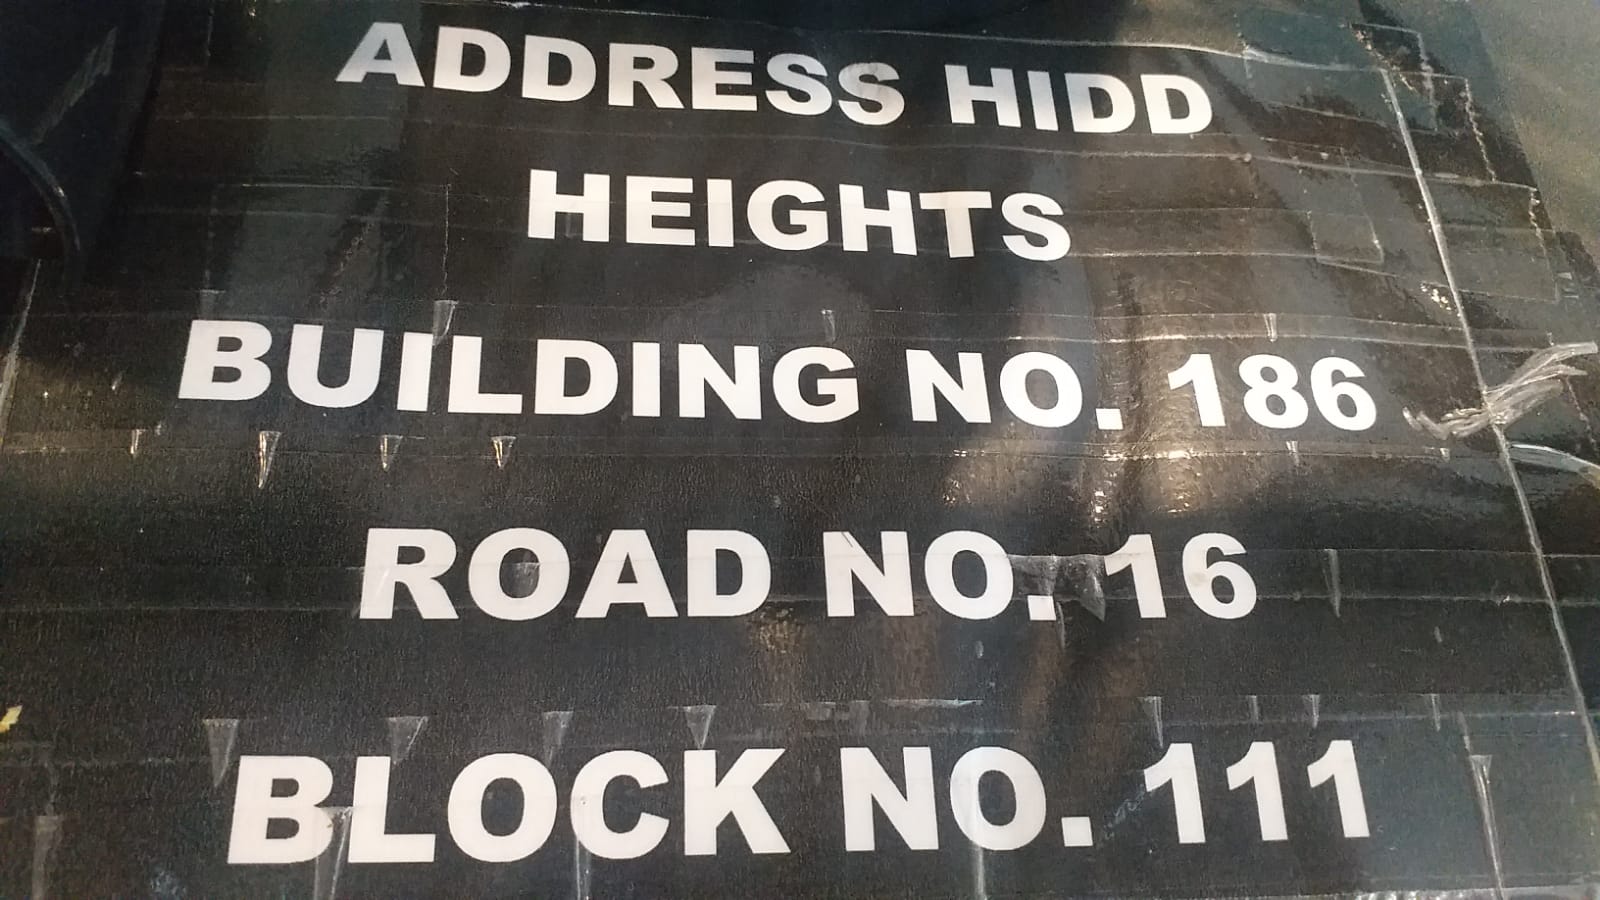 ADDRESS HIDD
HEIGHTS
BUILDING NO. 186
ROAD NO. 16
BLOCK NO. 111